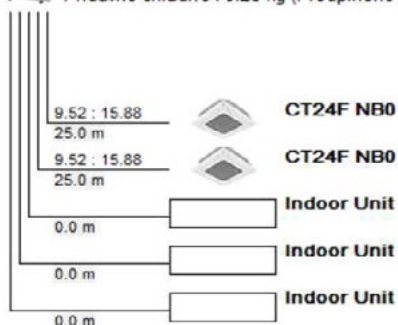 9.52 : 15.88
25.0 m
CT24F NB0
9.52 : 15.88
25.0 m
CT24F NB0
Indoor Unit
0.0 m
Indoor Unit
0.0 m
Indoor Unit
0.0 m